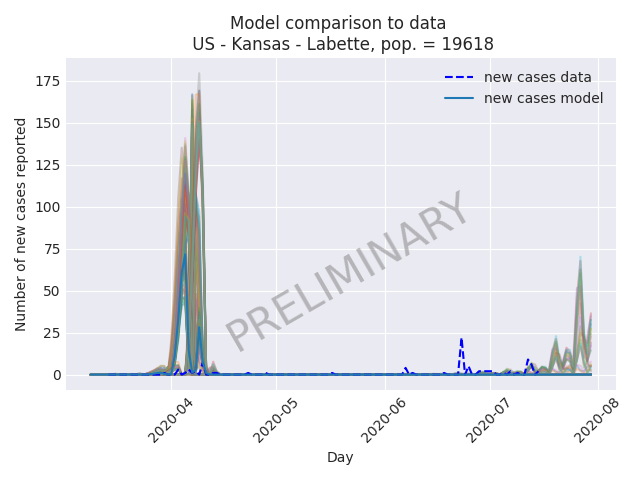 Model comparison to data
US - Kansas - Labette, pop. = 19618
new cases data
new cases model
Number of new cases reported
175
150
125
100
75
50
25
0
PRELIMINARY
2020-04
2020-05
2020-06
2020-07
2020-08
Day